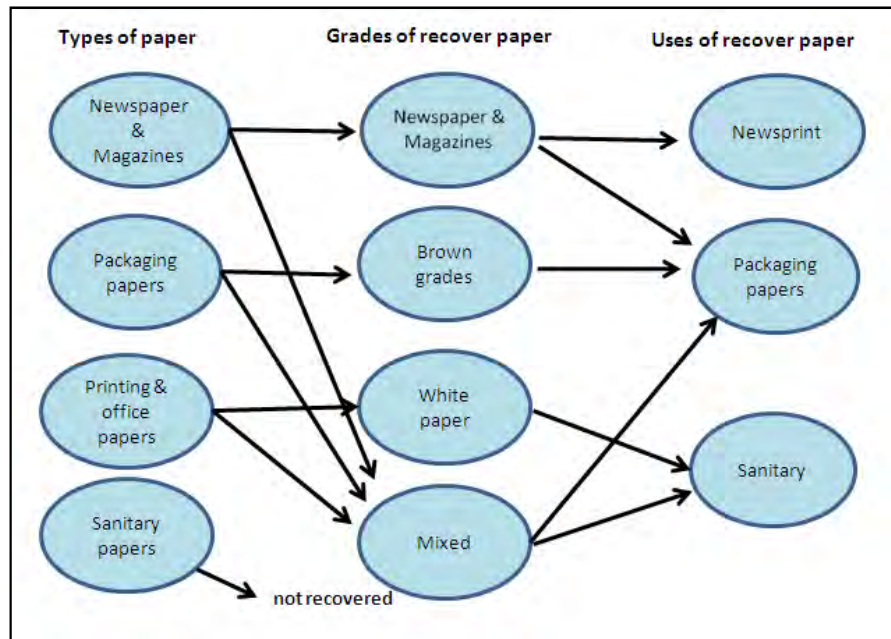 Types of paper
Grades of recover paper
Uses of recover paper
Newspaper
&
Magazines
Newspaper &
Magazines
Newsprint
Packaging
papers
Brown
grades
Packaging
papers
Printing &
office
papers
White
paper
Sanitary
Sanitary
papers
Mixed
not recovered